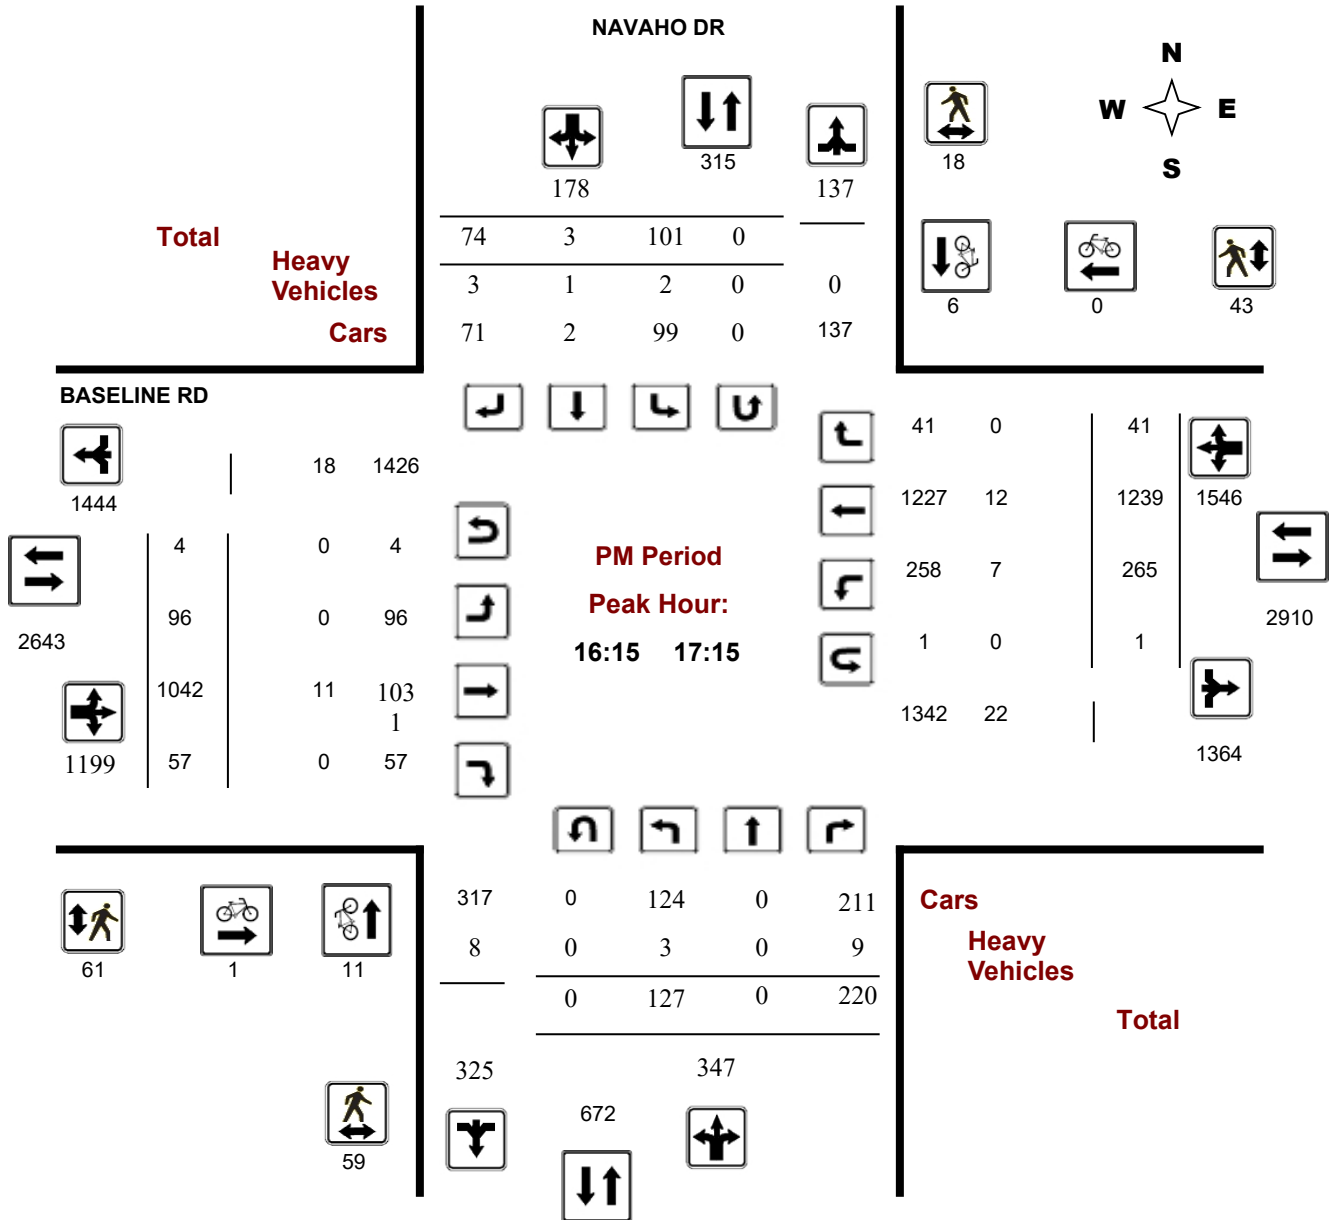 NAVAHO DR
N
W E
S
315
18
178 137
Total 74 3 101 0
Heavy
Vehicles 3 1 2 0 0
6 0 43
Cars 71 2 99 0 137
BASELINE RD
41 0 41
18 1426
1444
1227 12 1239 1546
4 0 4
PM Period
258 7 265
96 0 96
Peak Hour:
2910
2643
16:15 17:15
1 0 1
1042 11 103
1
1342 22
1199 57 0 57
1364
317 0 124 0 211 Cars
8 0 3 0 9 Heavy
Vehicles
61 1 11
0 127 0 220
Total
325 347
672
59